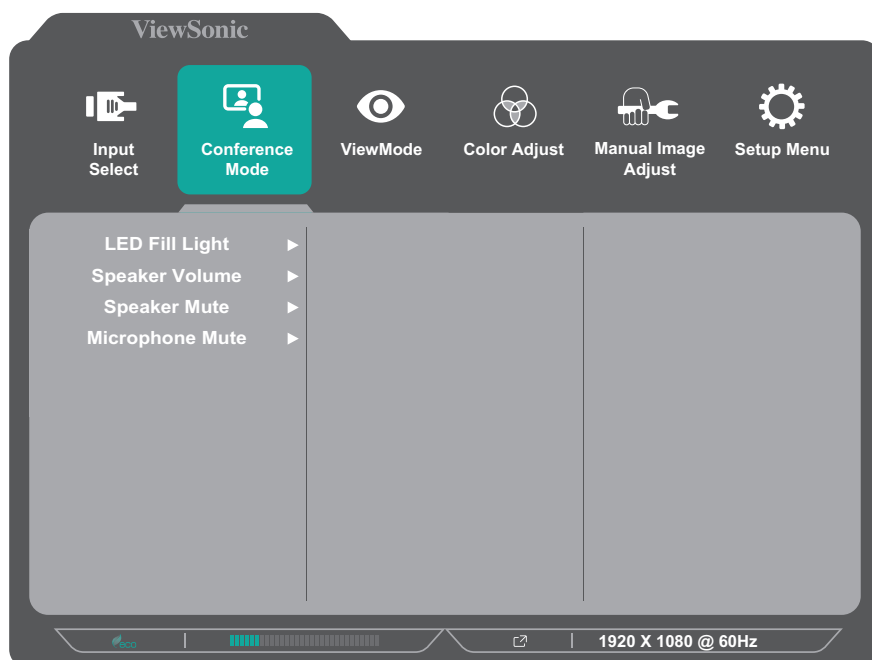 ViewSonic
Input
Select
Conference
Mode
ViewMode
Color Adjust
Manual Image
Adjust
Setup Menu
LED Fill Light
Speaker Volume
Speaker Mute
Microphone Mute
eco
1920 X 1080 @ 60Hz